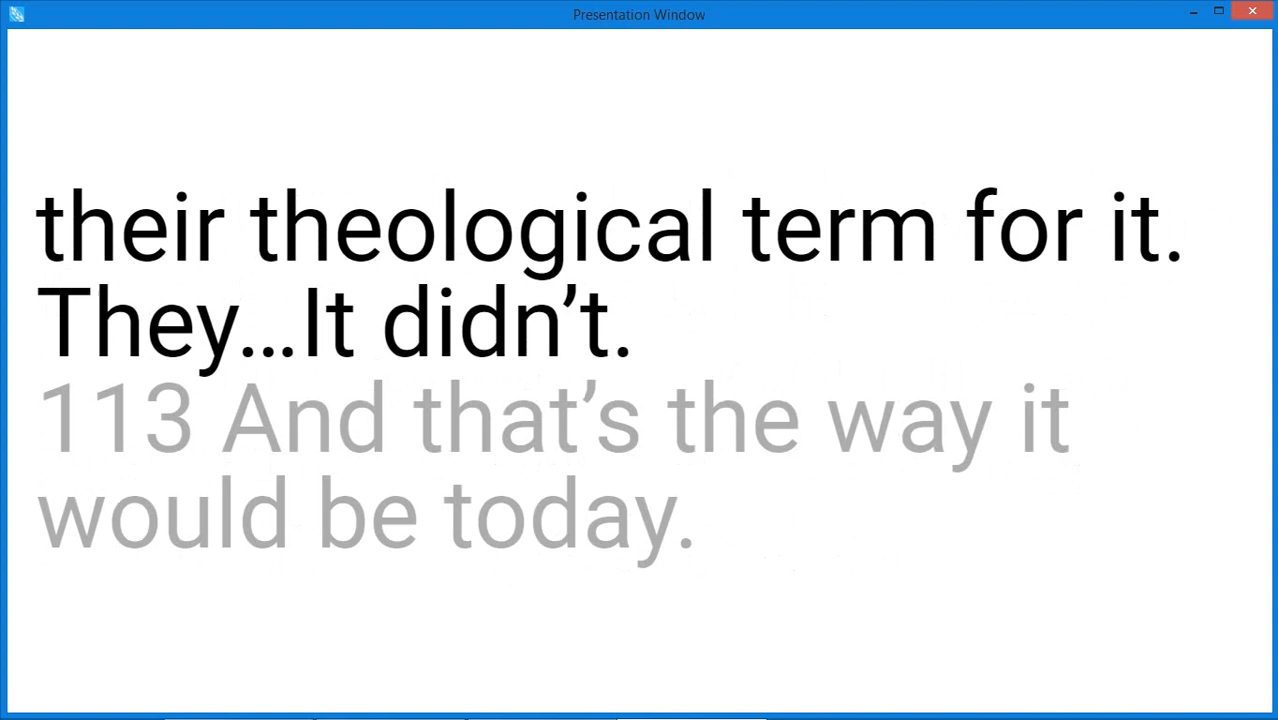 Presentation Window
their theological term for it.
They…It didn’t.
113 And that’s the way it
would be today.